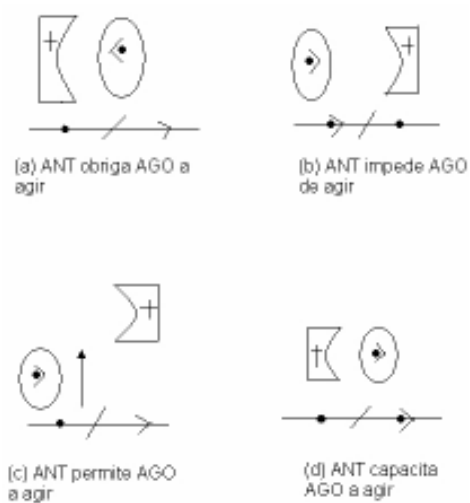 (a) ANT obriga AGO a
agir
(b) ANT impede AGO
de agir
(c) ANT permite AGO
a agir
(d) ANT capacita
AGO a agir